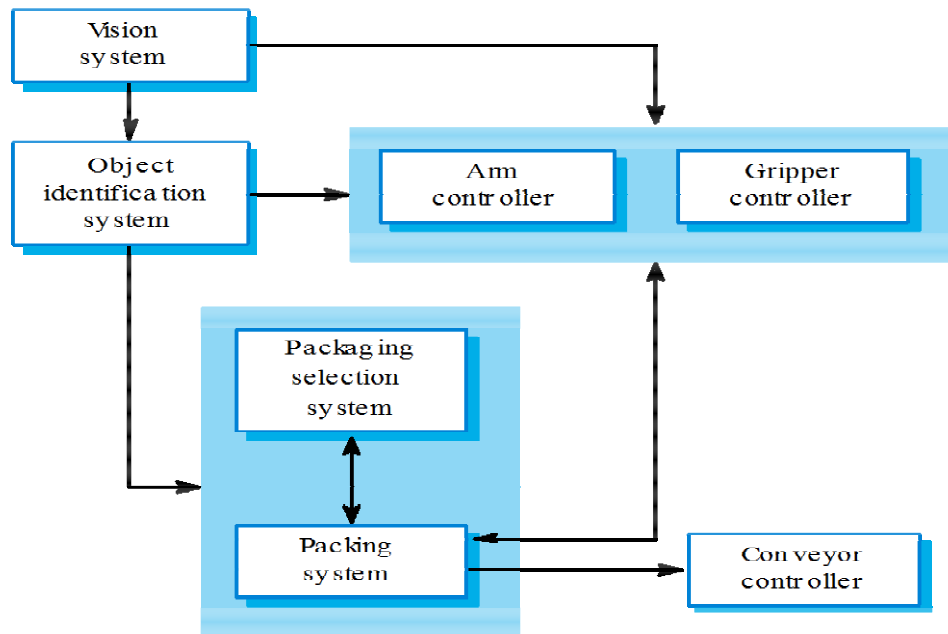 Vision
system
Object
identification
system
Arm
controller
Gripper
controller
Packaging
selection
system
Packing
system
Conveyor
controller